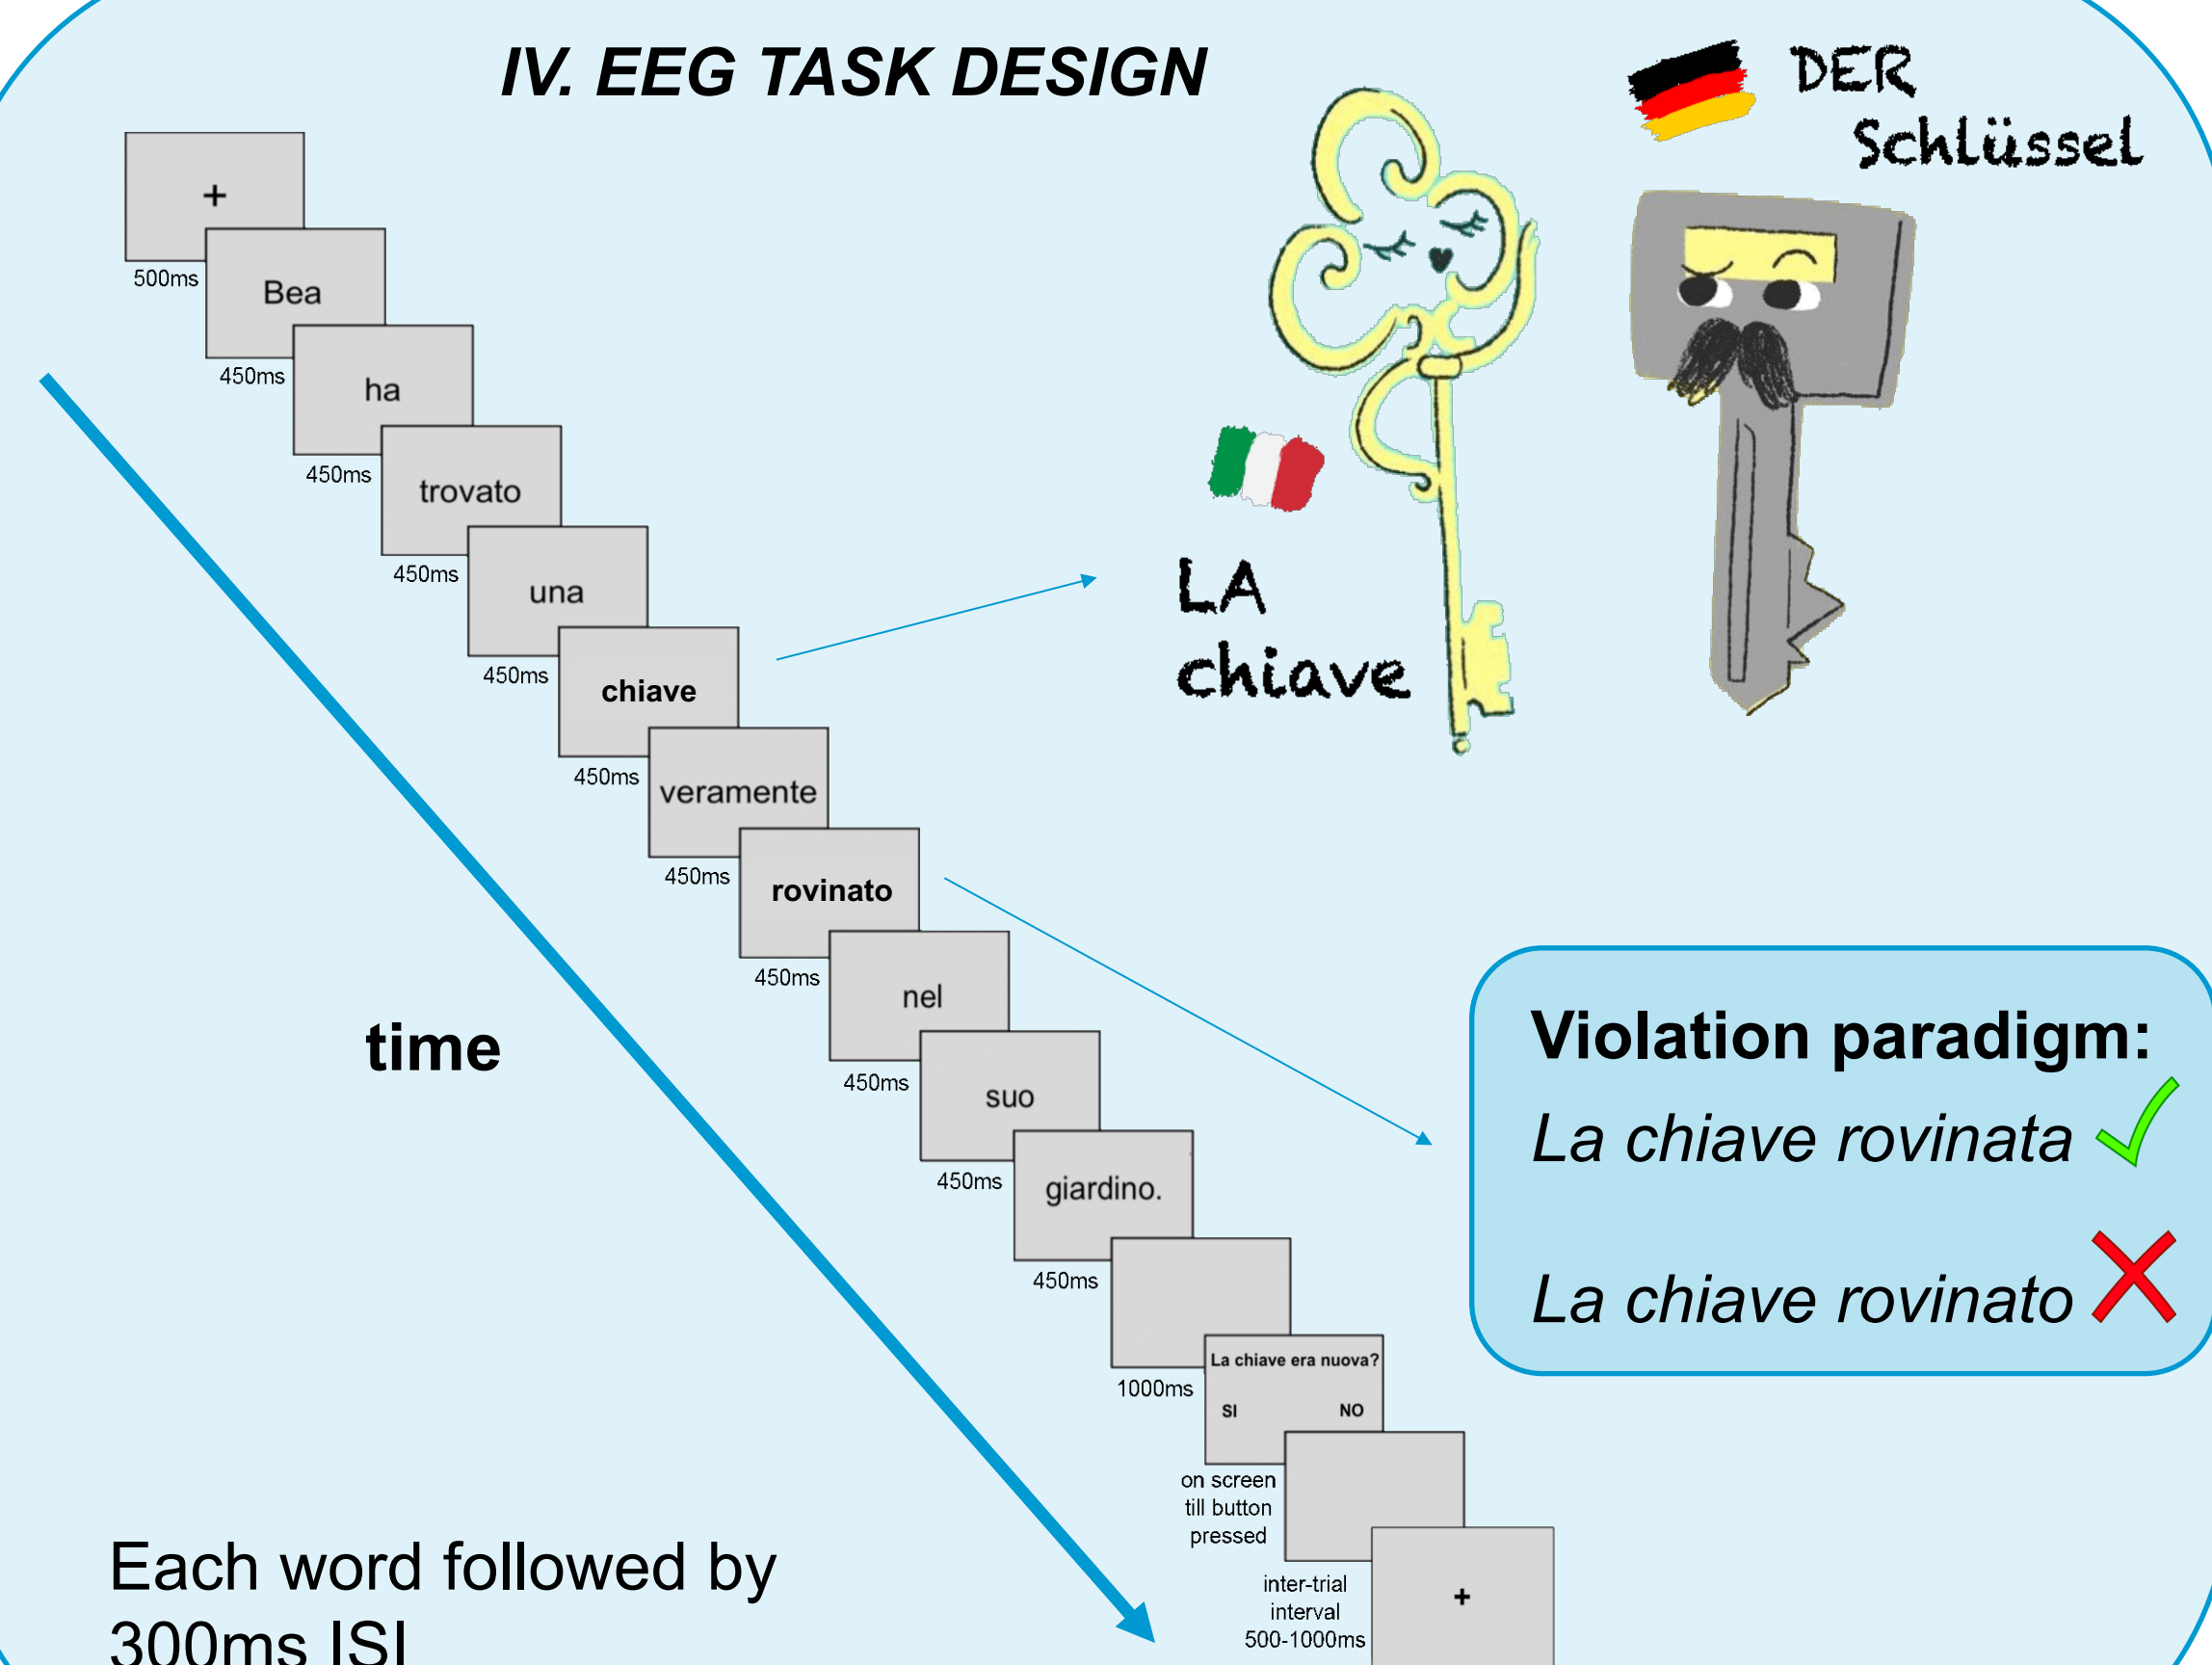 IV. EEG TASK DESIGN
DER
Schlüssel
+
500ms
Bea
450ms
ha
450ms
trovato
450ms
una
450ms
chiave
450ms
veramente
450ms
rovinato
450ms
nel
450ms
suo
450ms
giardino.
450ms
1000ms
La chiave era nuova?
SI NO
on screen
till button
pressed
inter-trial
interval
500-1000ms
+
LA
chiave
time
Violation paradigm:
La chiave rovinata
La chiave rovinato
Each word followed by
300ms ISI